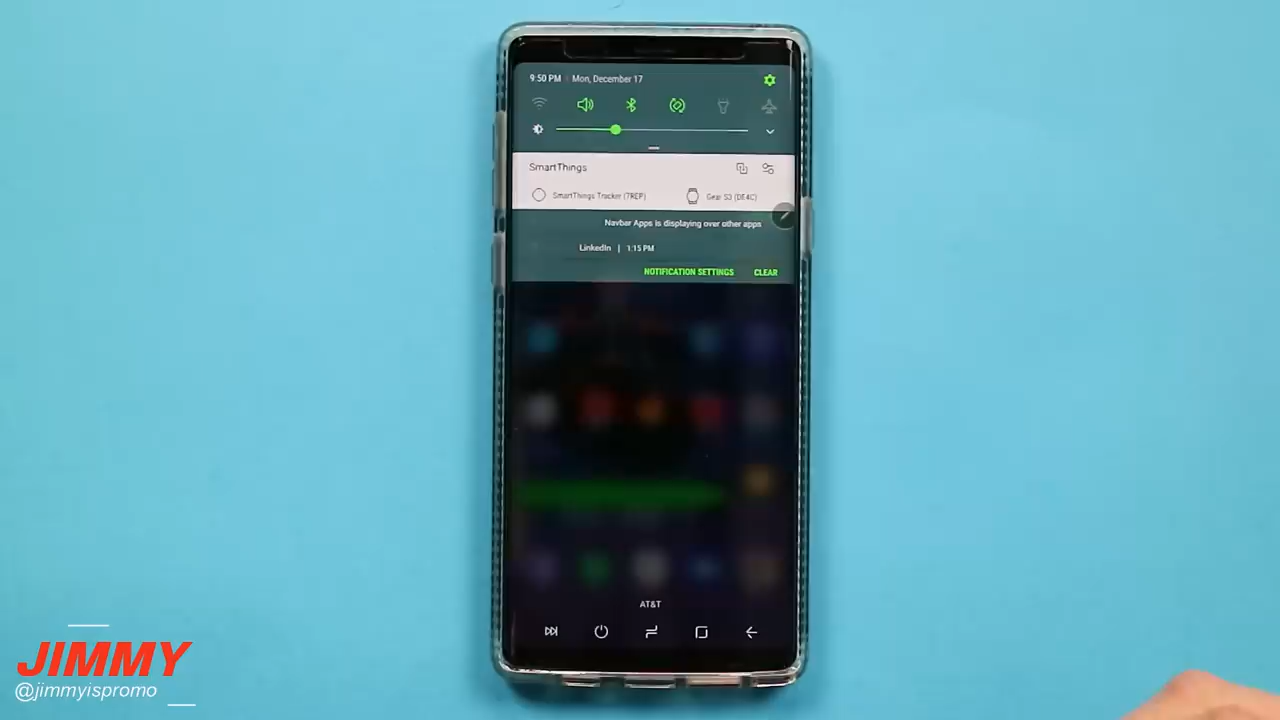 9:50 PM | Mon, December 17
SmartThings
SmartThings Tracker (7REP)
Gear S3 (DE4C)
Navbar Apps is displaying over other apps
LinkedIn | 1:15 PM
NOTIFICATION SETTINGS CLEAR
AT&T
JIMMY
@jimmyispromo